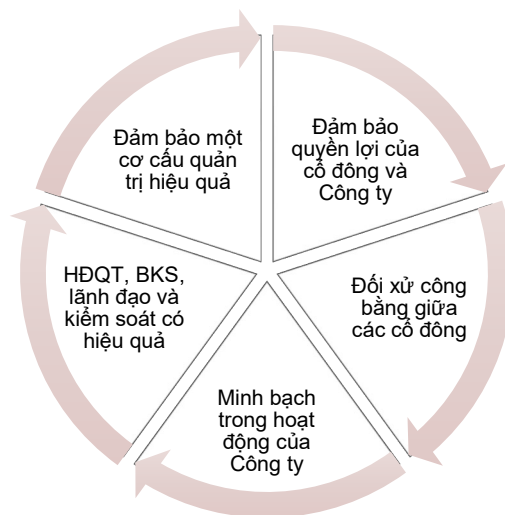 Đảm bảo một
cơ cấu quản
trị hiệu quả
Đảm bảo
quyền lợi của
cổ đông và
Công ty
Đối xử công
bằng giữa
các cổ đông
Minh bạch
trong hoạt
động của
Công ty
HĐQT, BKS,
lãnh đạo và
kiểm soát có
hiệu quả